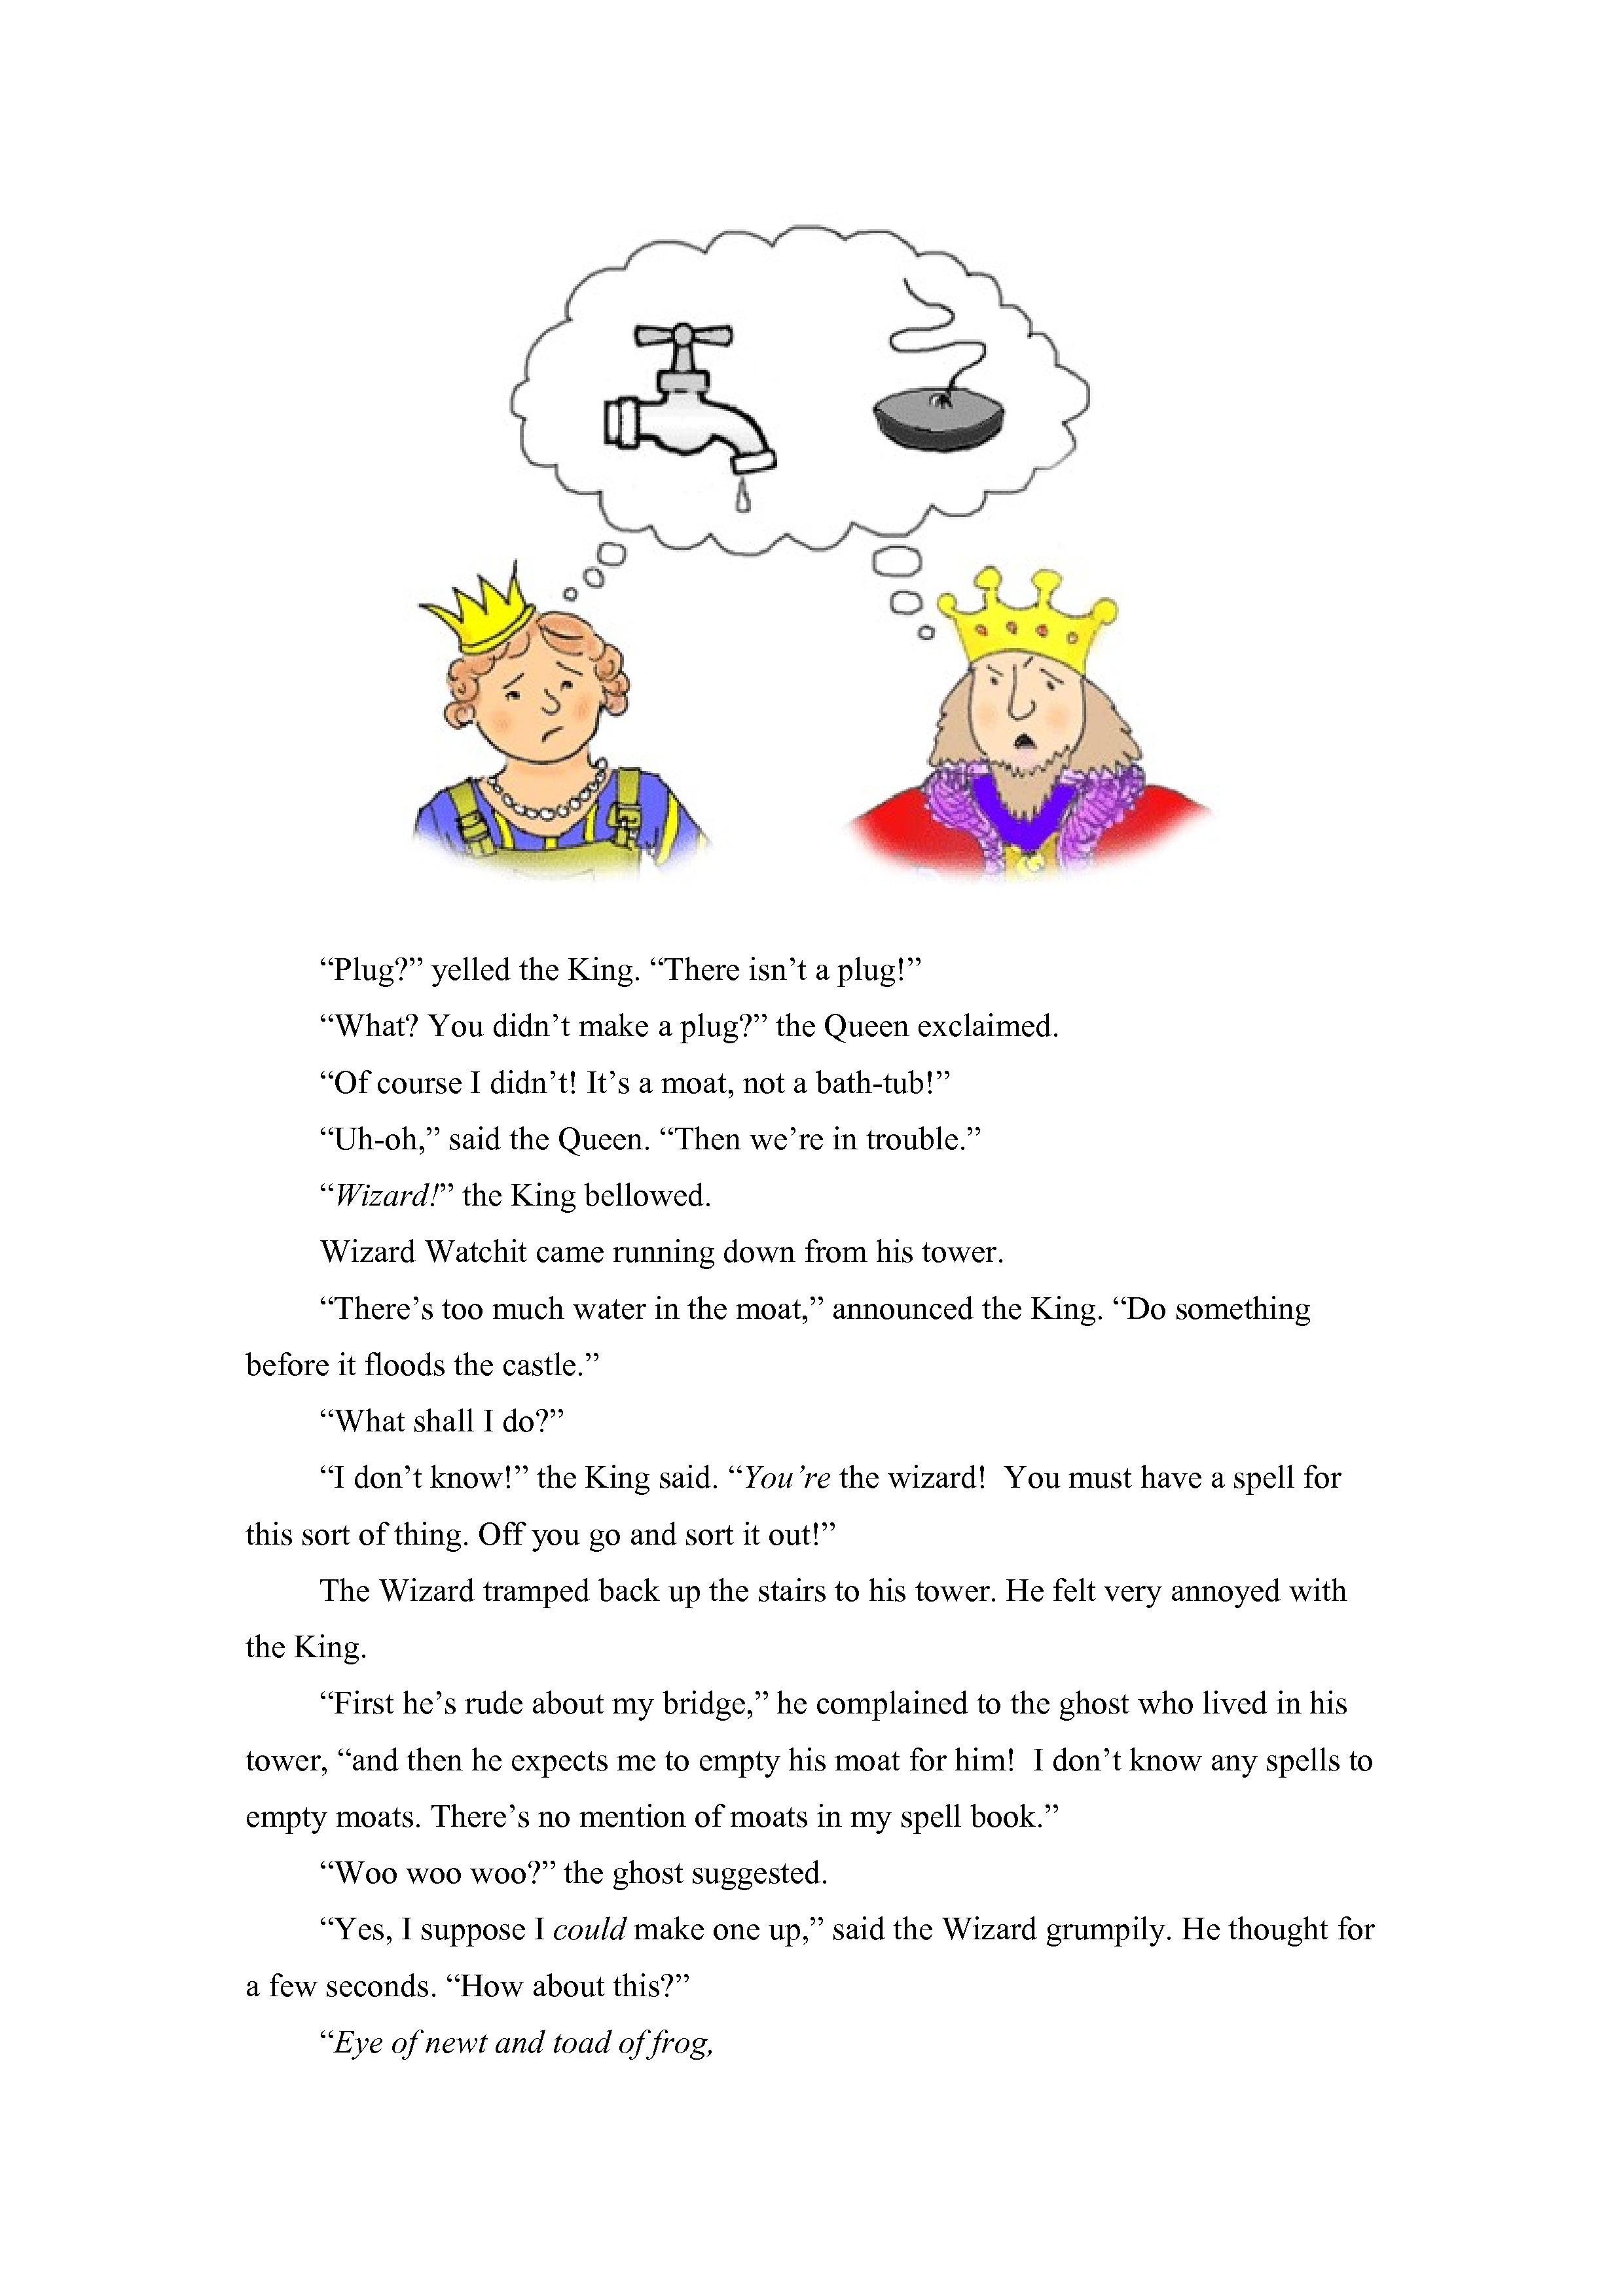 “Plug?” yelled the King. “There isn’t a plug!”
“What? You didn’t make a plug?” the Queen exclaimed.
“Of course I didn’t! It’s a moat, not a bath-tub!”
“Uh-oh,” said the Queen. “Then we’re in trouble.”
“Wizard!” the King bellowed.
Wizard Watchit came running down from his tower.
“There’s too much water in the moat,” announced the King. “Do something
before it floods the castle.”
“What shall I do?”
“I don’t know!” the King said. “You’re the wizard!  You must have a spell for
this sort of thing. Off you go and sort it out!”
The Wizard tramped back up the stairs to his tower. He felt very annoyed with
the King.
“First he’s rude about my bridge,” he complained to the ghost who lived in his
tower, “and then he expects me to empty his moat for him!  I don’t know any spells to
empty moats. There’s no mention of moats in my spell book.”
“Woo woo woo?” the ghost suggested.
“Yes, I suppose I could make one up,” said the Wizard grumpily. He thought for
a few seconds. “How about this?”
“Eye of newt and toad of frog,